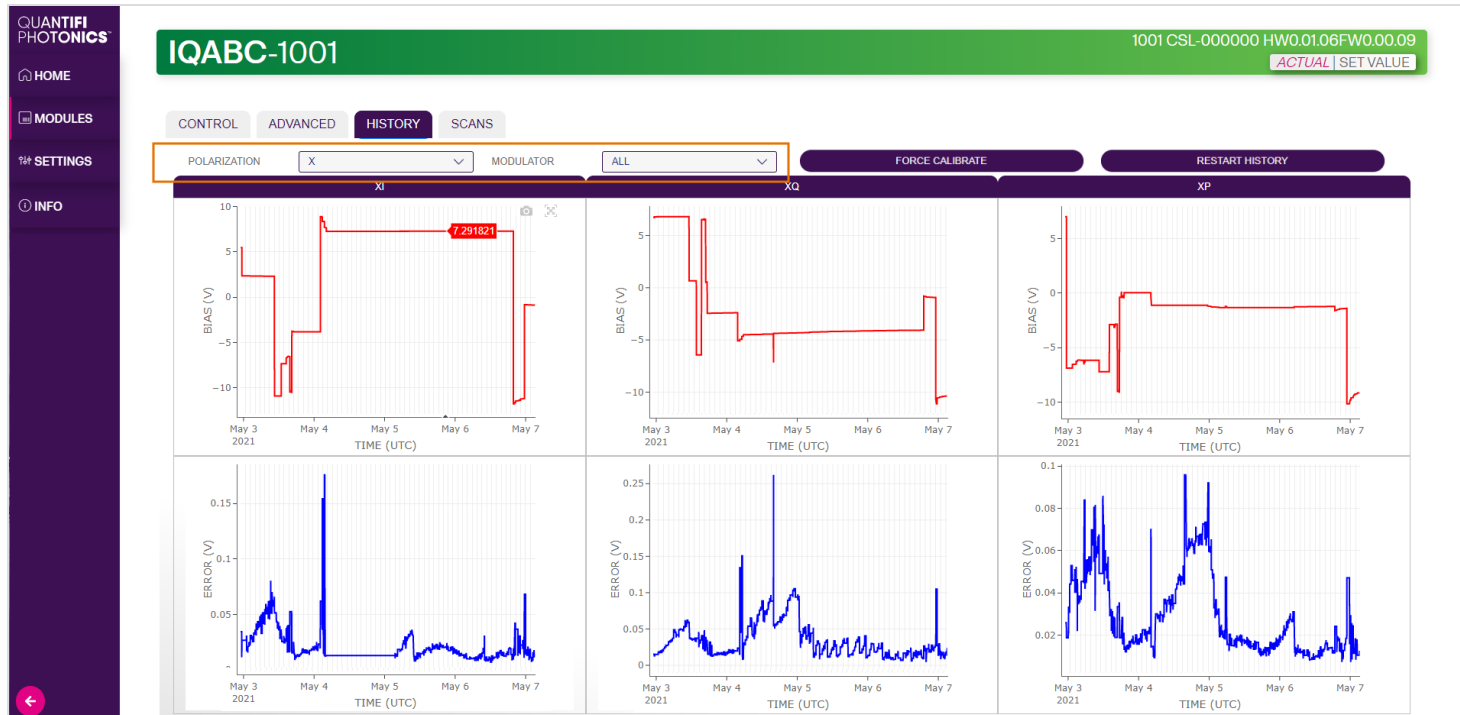 QUANTIFI
PHOTONICS™
HOME
MODULES
SETTINGS
INFO
IQABC-1001
1001 CSL-000000 HW0.01.06FW0.00.09
ACTUAL | SET VALUE
CONTROL ADVANCED HISTORY SCANS
POLARIZATION X MODULATOR ALL FORCE CALIBRATE RESTART HISTORY
XI XQ XP
10
5
0
−5
−10
BIAS (V)
7.291821
May 3 May 4 May 5 May 6 May 7
2021
TIME (UTC)
5
0
−5
−10
BIAS (V)
May 3 May 4 May 5 May 6 May 7
2021
TIME (UTC)
5
0
−5
−10
BIAS (V)
May 3 May 4 May 5 May 6 May 7
2021
TIME (UTC)
0.15
0.1
0.05
ERROR (V)
May 3 May 4 May 5 May 6 May 7
2021
TIME (UTC)
0.25
0.2
0.15
0.1
0.05
0
ERROR (V)
May 3 May 4 May 5 May 6 May 7
2021
TIME (UTC)
0.1
0.08
0.06
0.04
0.02
ERROR (V)
May 3 May 4 May 5 May 6 May 7
2021
TIME (UTC)